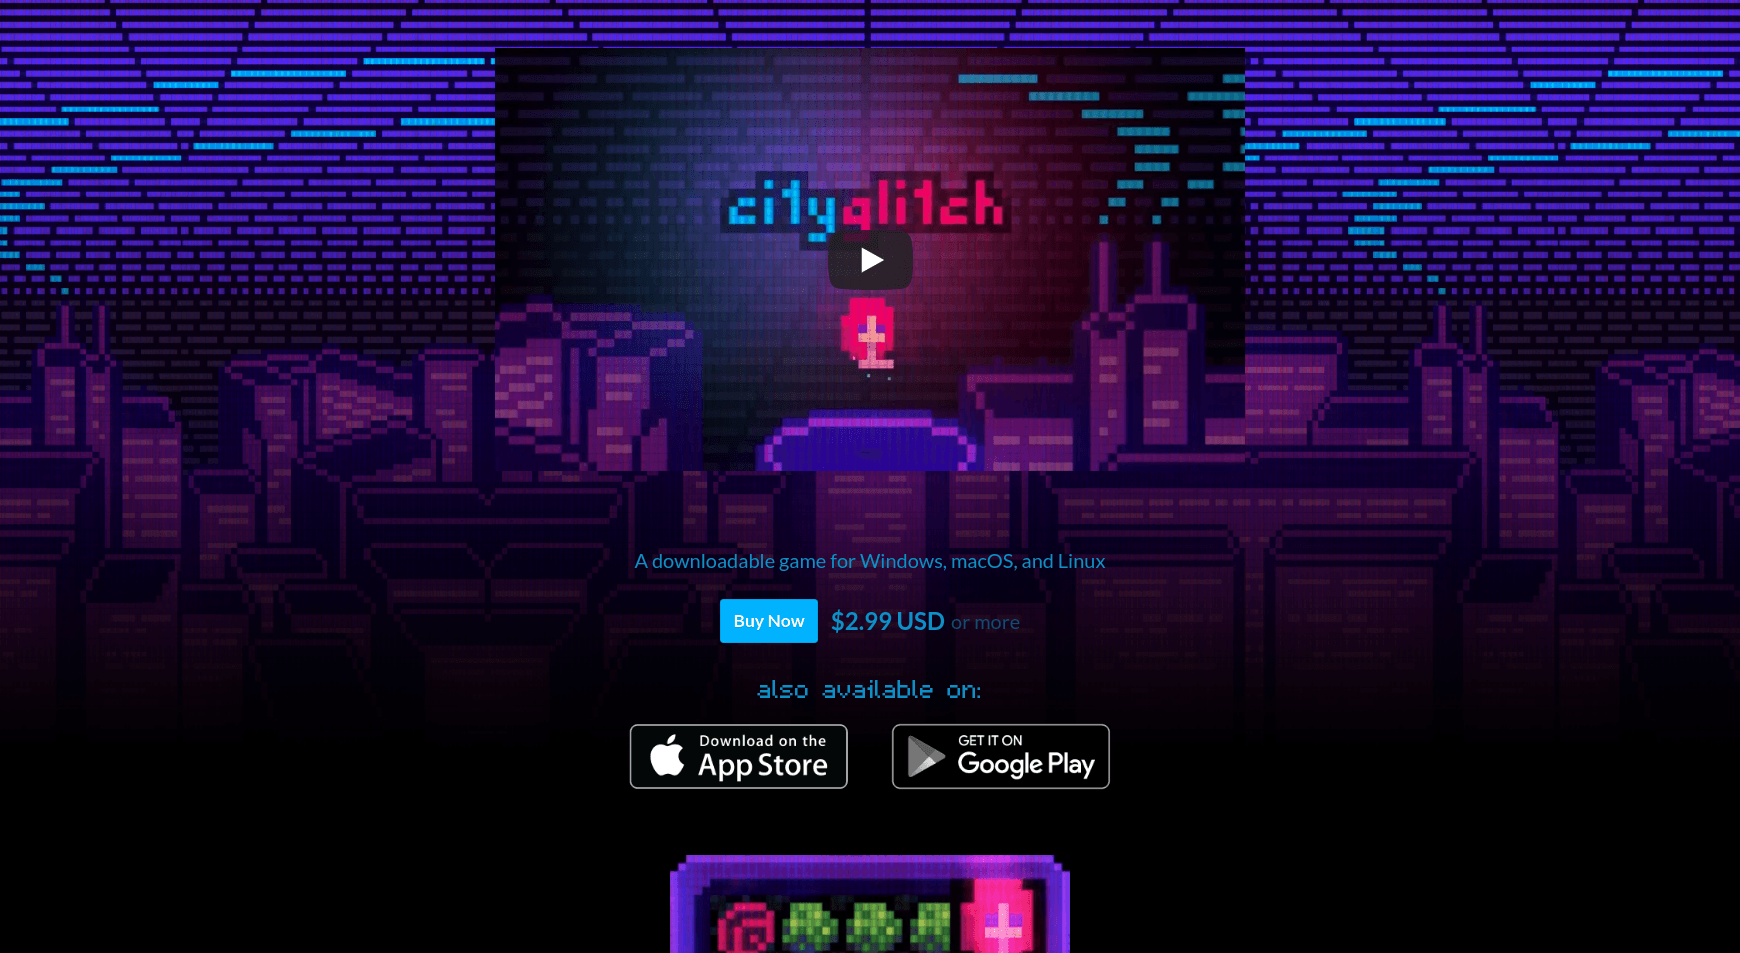 cityglitch
A downloadable game for Windows, macOS, and Linux
Buy Now $2.99 USD or more
also available on:
Download on the
App Store
GET IT ON
Google Play